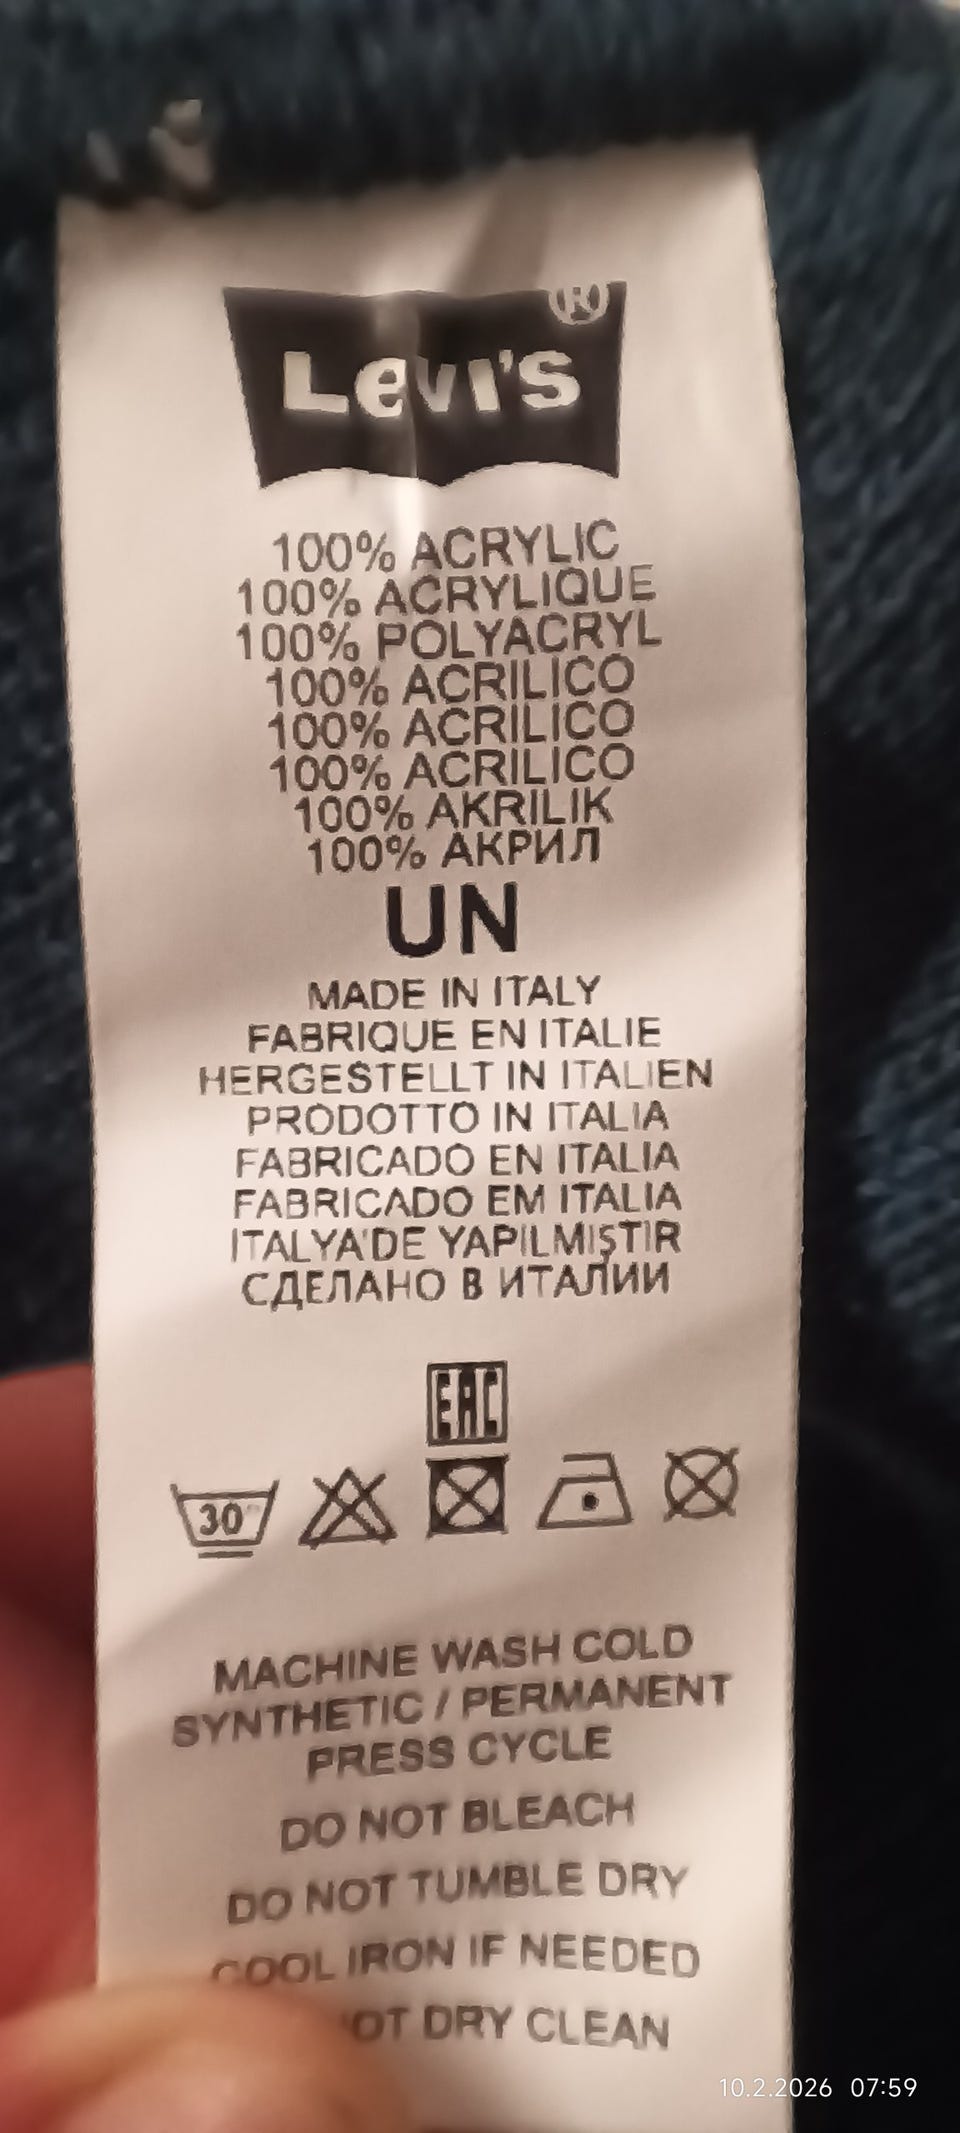 LEVI'S ®
100% ACRYLIC
100% ACRYLIQUE
100% POLYACRYL
100% ACRILICO
100% ACRILICO
100% ACRILICO
100% AKRILIK
100% АКРИЛ
UN
MADE IN ITALY
FABRIQUE EN ITALIE
HERGESTELLT IN ITALIEN
PRODOTTO IN ITALIA
FABRICADO EN ITALIA
FABRICADO EM ITALIA
ITALYA'DE YAPILMIŞTIR
СДЕЛАНО В ИТАЛИИ
EAC
30°
MACHINE WASH COLD
SYNTHETIC / PERMANENT
PRESS CYCLE
DO NOT BLEACH
DO NOT TUMBLE DRY
COOL IRON IF NEEDED
DRY CLEAN
10.2.2026 07:59